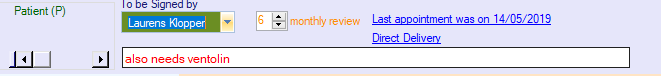 To be Signed by
Patient (P)
Laurens Klopper 6 monthly review Last appointment was on 14/05/2019
Direct Delivery
also needs ventolin